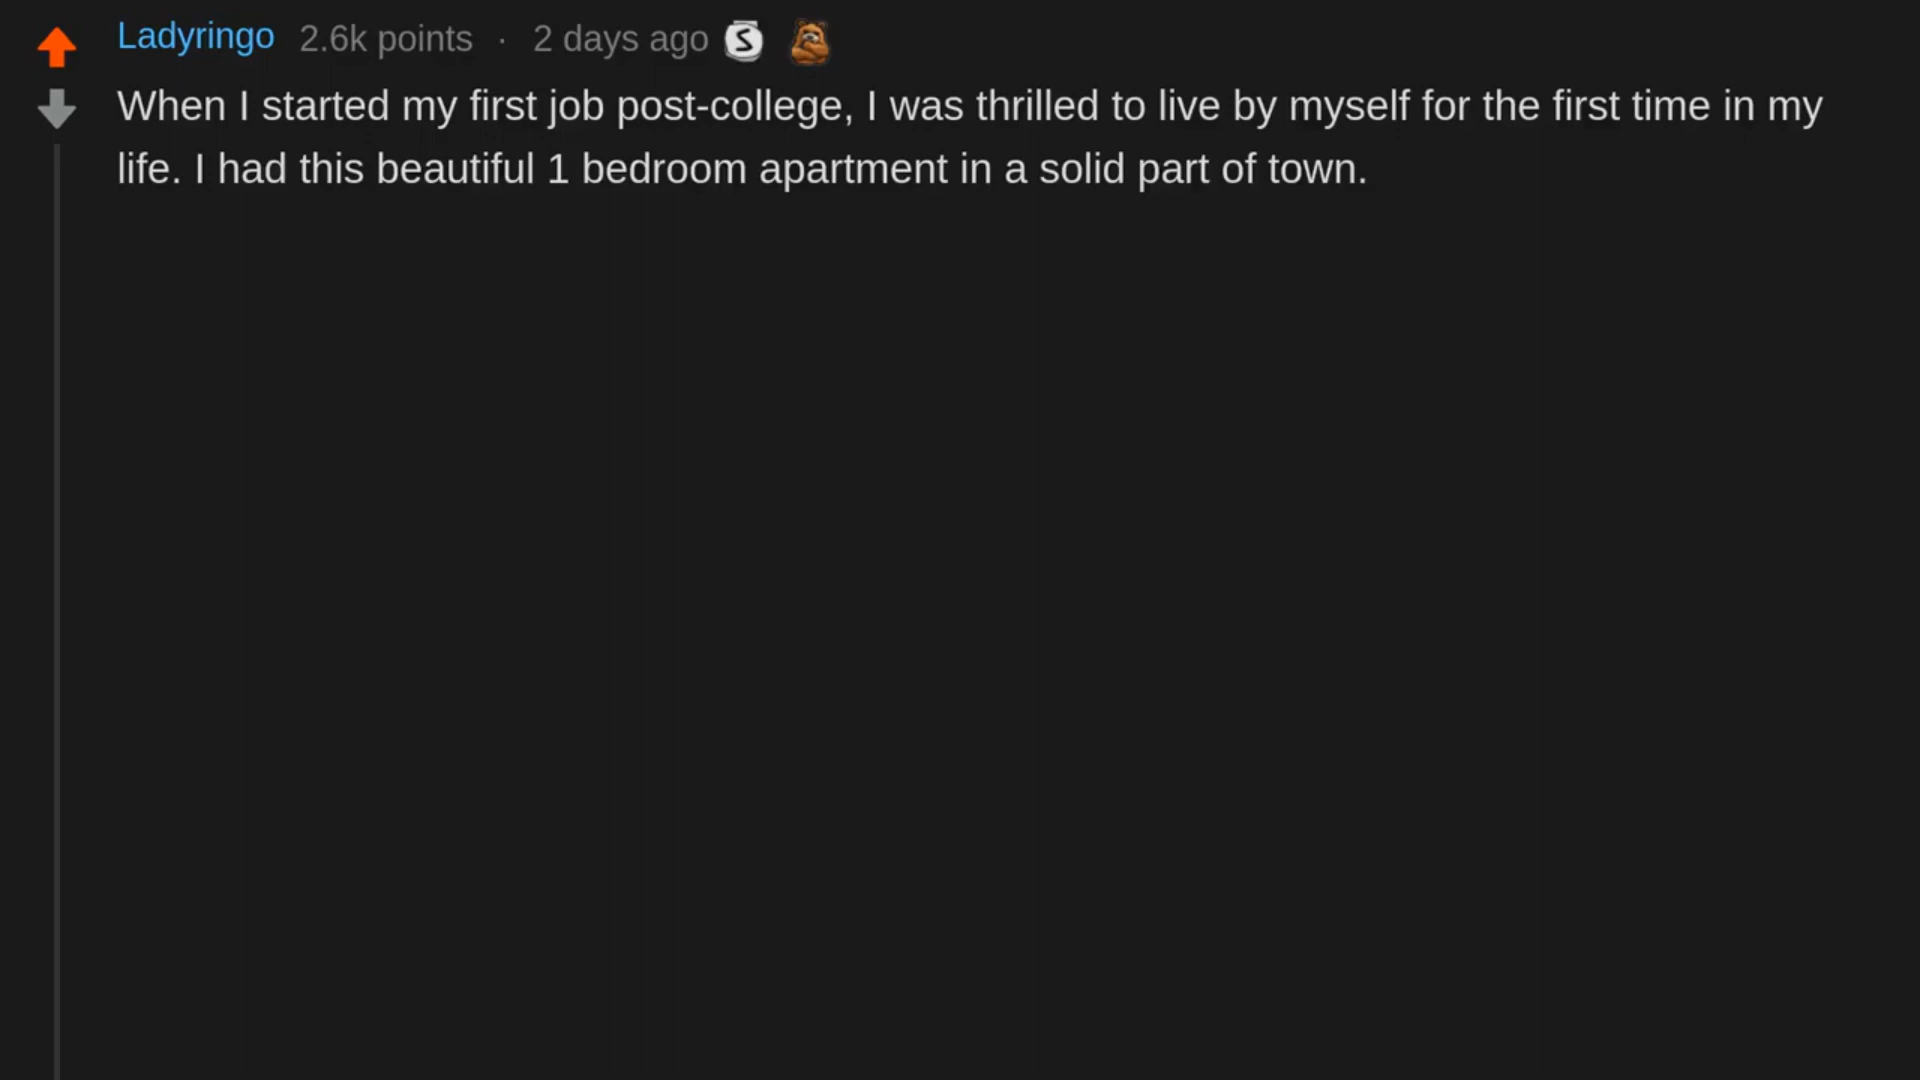 Ladyringo 2.6k points · 2 days ago S
When I started my first job post-college, I was thrilled to live by myself for the first time in my
life. I had this beautiful 1 bedroom apartment in a solid part of town.